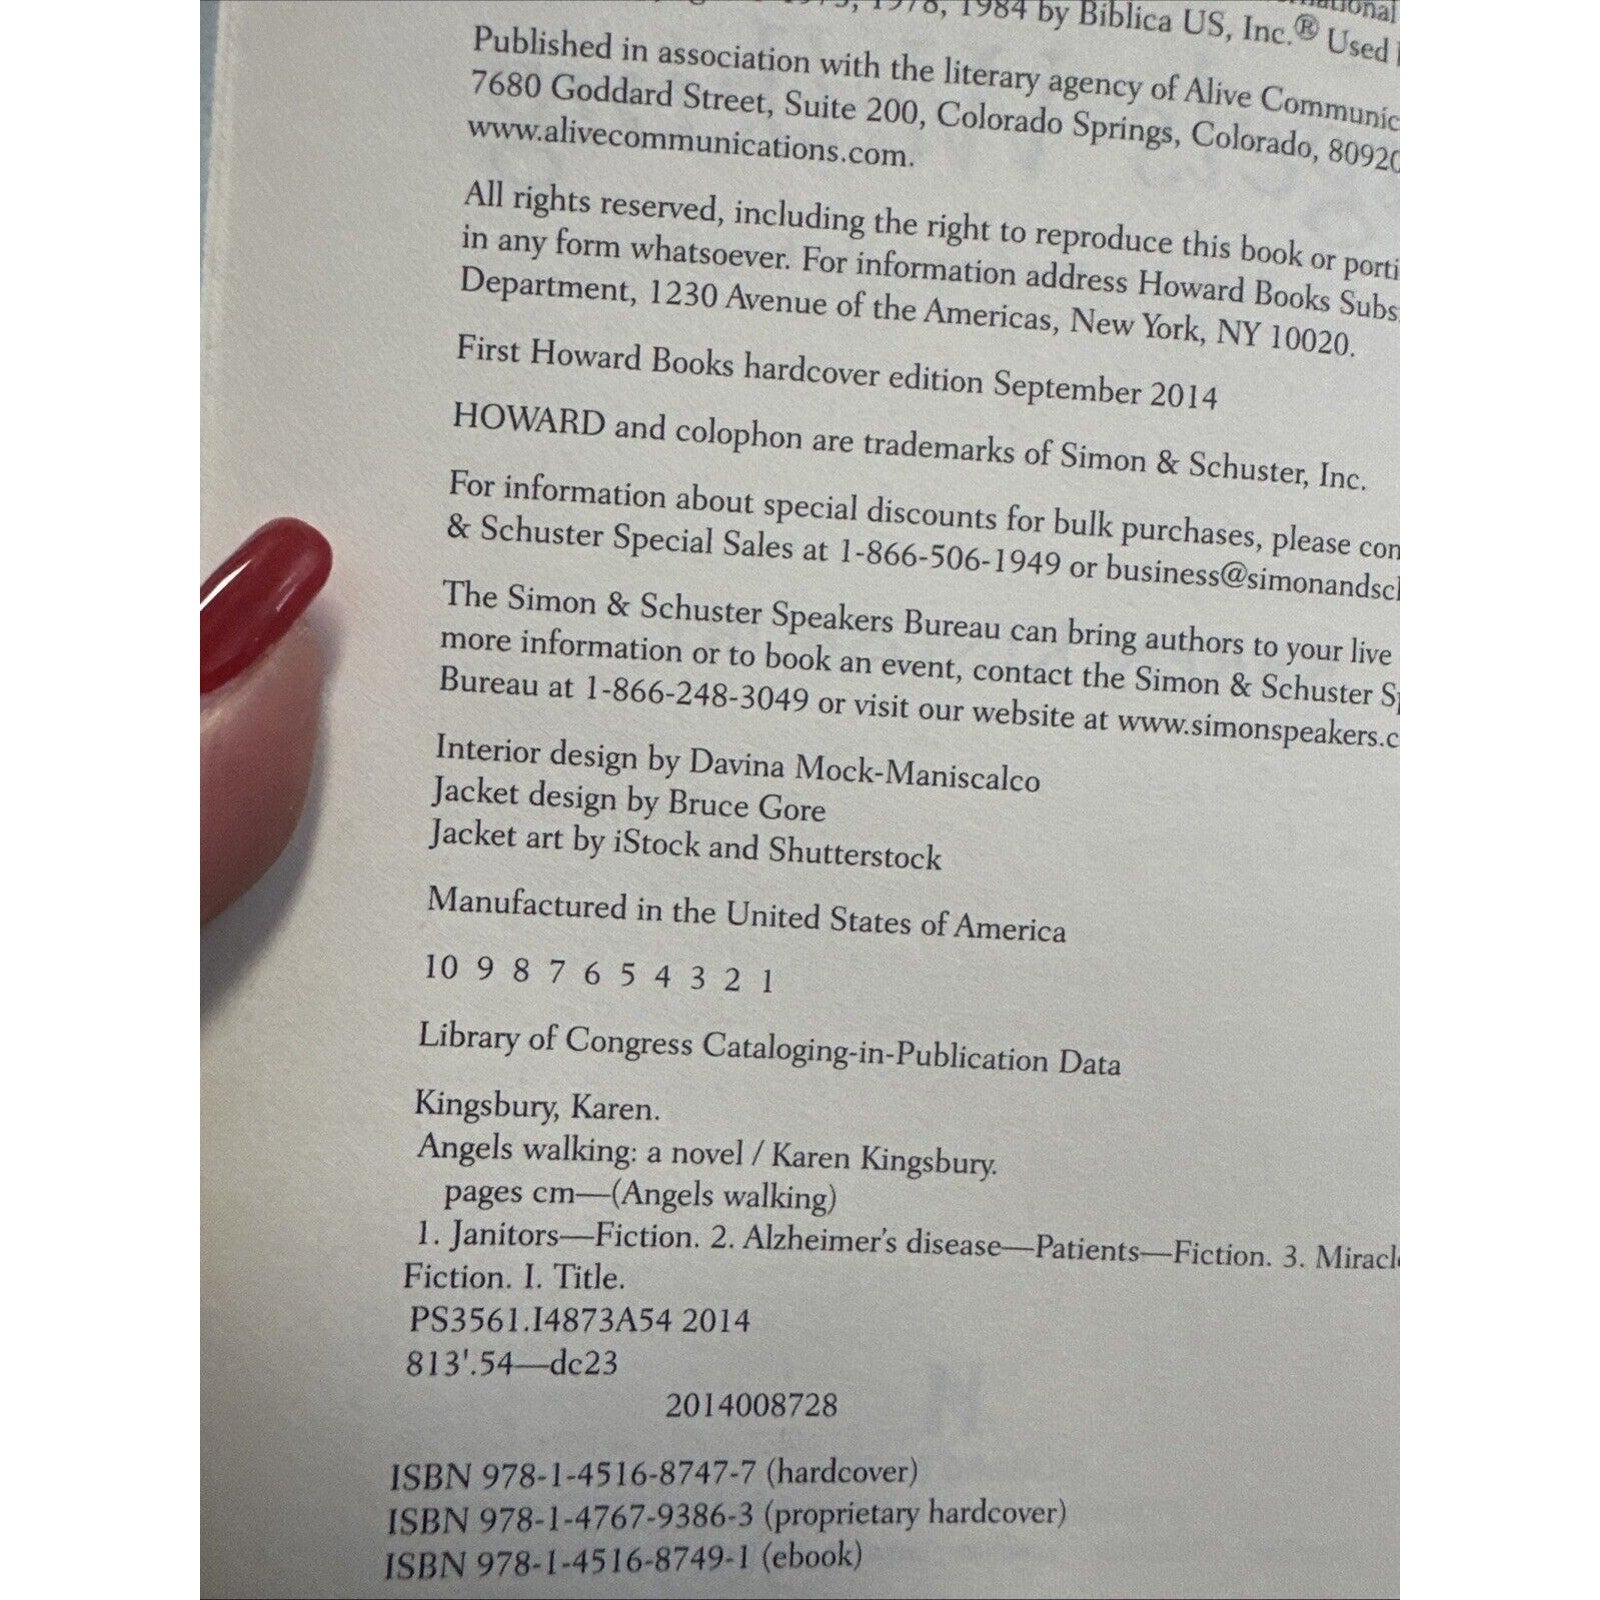 1978, 1984 by Biblica US, Inc.® Used
Published in association with the literary agency of Alive
7680 Goddard Street, Suite 200, Colorado Springs, Colorado,
www.alivecommunications.com.
All rights reserved, including the right to reproduce this book or
in any form whatsoever. For information address Howard Books
Department, 1230 Avenue of the Americas, New York, NY 10020.
First Howard Books hardcover edition September 2014
HOWARD and colophon are trademarks of Simon & Schuster, Inc.
For information about special discounts for bulk purchases, please
& Schuster Special Sales at 1-866-506-1949 or
The Simon & Schuster Speakers Bureau can bring authors to your live
more information or to book an event, contact the Simon & Schuster
Bureau at 1-866-248-3049 or visit our website at
Interior design by Davina Mock-Maniscalco
Jacket design by Bruce Gore
Jacket art by iStock and Shutterstock
Manufactured in the United States of America
10 9 8 7 6 5 4 3 2 1
Library of Congress Cataloging-in-Publication Data
Kingsbury, Karen.
Angels walking: a novel / Karen Kingsbury.
pages cm—(Angels walking)
1. Janitors—Fiction. 2. Alzheimer's disease—Patients—Fiction. 3.
Fiction. I. Title.
PS3561.I4873A54 2014
813'.54—dc23
2014008728
ISBN 978-1-4516-8747-7 (hardcover)
ISBN 978-1-4767-9386-3 (proprietary hardcover)
ISBN 978-1-4516-8749-1 (ebook)